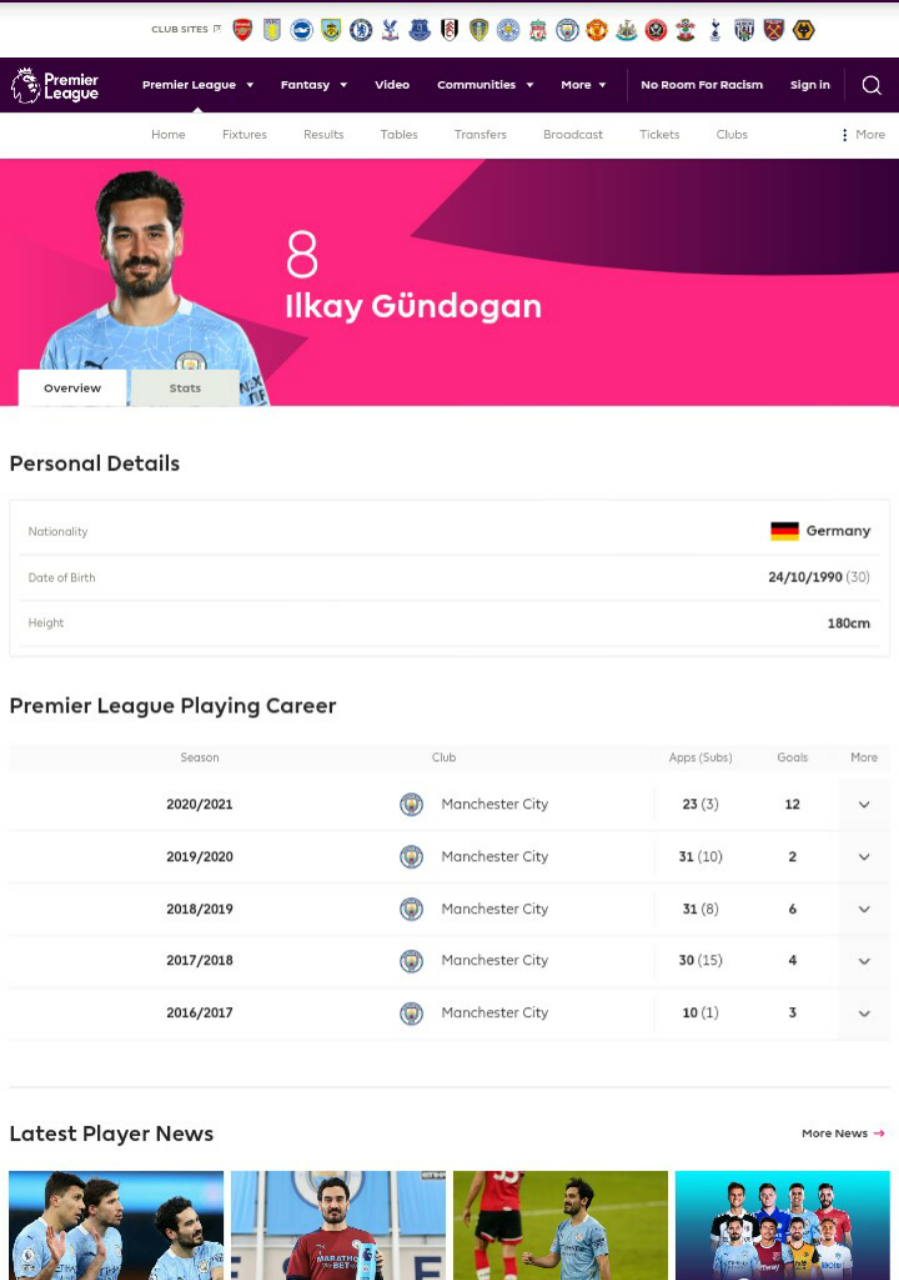 CLUB SITES
Premier League
Premier League Fantasy Video Communities More No Room For Racism Sign in
Home Fixtures Results Tables Transfers Broadcast Tickets Clubs More
8
Ilkay Gündogan
Overview Stats
Personal Details
Nationality Germany
Date of Birth 24/10/1990 (30)
Height 180cm
Premier League Playing Career
Season Club Apps (Subs) Goals More
2020/2021 Manchester City 23 (3) 12
2019/2020 Manchester City 31 (10) 2
2018/2019 Manchester City 31 (8) 6
2017/2018 Manchester City 30 (15) 4
2016/2017 Manchester City 10 (1) 3
Latest Player News More News →
33
MARATHON
BET